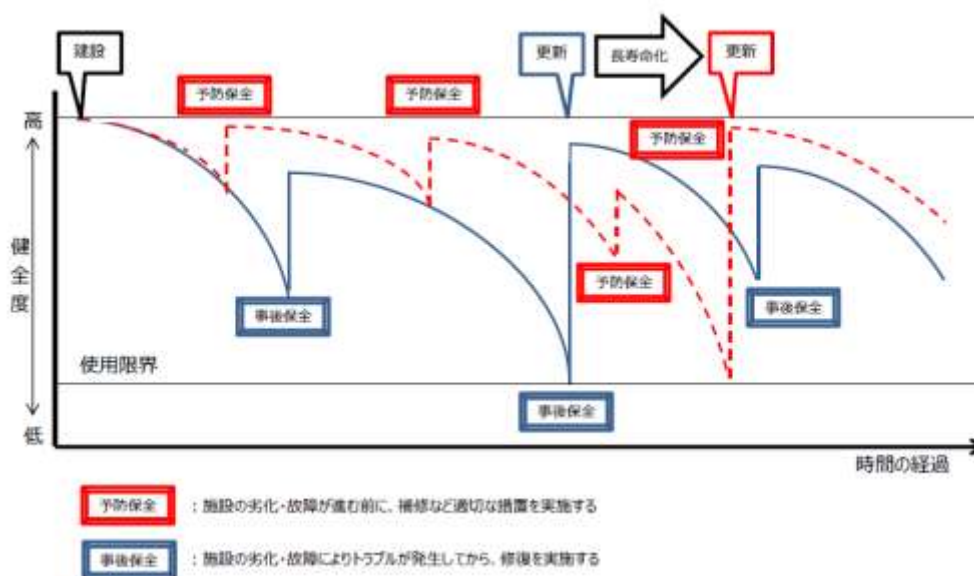 建設
更新
長寿命化
更新
予防保全
予防保全
予防保全
高
健全度
低
予防保全
事後保全
事後保全
使用限界
事後保全
時間の経過
予防保全 ：施設の劣化・故障が進む前に、補修など適切な措置を実施する
事後保全 ：施設の劣化・故障によりトラブルが発生してから、修復を実施する